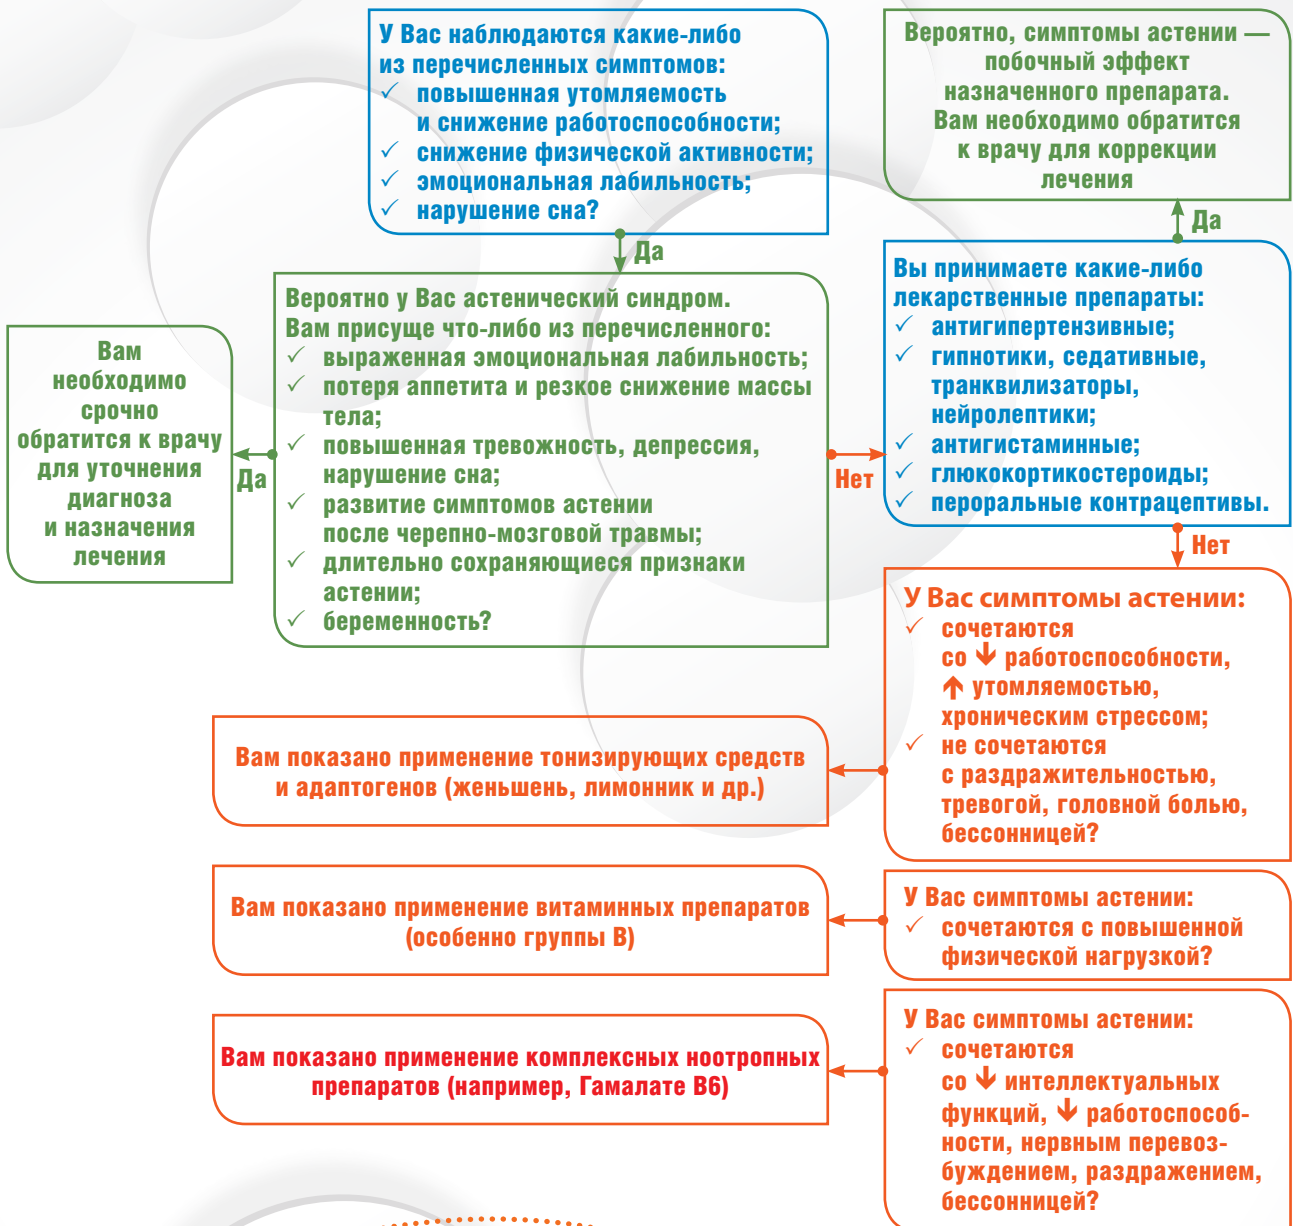 У Вас наблюдаются какие-либо
из перечисленных симптомов:
✓ повышенная утомляемость
и снижение работоспособности;
✓ снижение физической активности;
✓ эмоциональная лабильность;
✓ нарушение сна?
Да
Вероятно у Вас астенический синдром.
Вам присуще что-либо из перечисленного:
✓ выраженная эмоциональная лабильность;
✓ потеря аппетита и резкое снижение массы
тела;
✓ повышенная тревожность, депрессия,
нарушение сна;
✓ развитие симптомов астении
после черепно-мозговой травмы;
✓ длительно сохраняющиеся признаки
астении;
✓ беременность?
Да
Вам
необходимо
срочно
обратится к врачу
для уточнения
диагноза
и назначения
лечения
Нет
Вы принимаете какие-либо
лекарственные препараты:
✓ антигипертензивные;
✓ гипнотики, седативные,
транквилизаторы,
нейролептики;
✓ антигистаминные;
✓ глюкокортикостероиды;
✓ пероральные контрацептивы.
Да
Вероятно, симптомы астении —
побочный эффект
назначенного препарата.
Вам необходимо обратится
к врачу для коррекции
лечения
Нет
У Вас симптомы астении:
✓ сочетаются
со ↓ работоспособности,
↑ утомляемостью,
хроническим стрессом;
✓ не сочетаются
с раздражительностью,
тревогой, головной болью,
бессонницей?
Вам показано применение тонизирующих средств
и адаптогенов (женьшень, лимонник и др.)
У Вас симптомы астении:
✓ сочетаются с повышенной
физической нагрузкой?
Вам показано применение витаминных препаратов
(особенно группы В)
У Вас симптомы астении:
✓ сочетаются
со ↓ интеллектуальных
функций, ↓ работоспособ-
ности, нервным перевоз-
буждением, раздражением,
бессонницей?
Вам показано применение комплексных ноотропных
препаратов (например, Гамалате В6)